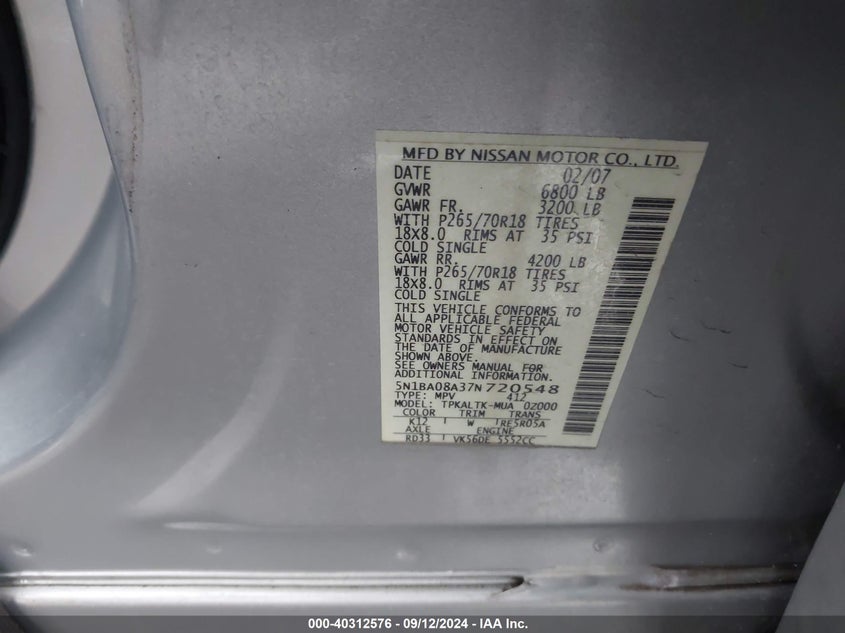 MFD BY NISSAN MOTOR CO., LTD.
DATE 02/07
GVWR 6800 LB
GAWR FR. 3200 LB
WITH P265/70R18 TIRES
18X8.0 RIMS AT 35 PSI
COLD SINGLE
GAWR RR. 4200 LB
WITH P265/70R18 TIRES
18X8.0 RIMS AT 35 PSI
COLD SINGLE
THIS VEHICLE CONFORMS TO
ALL APPLICABLE FEDERAL
MOTOR VEHICLE SAFETY
STANDARDS IN EFFECT ON
THE DATE OF MANUFACTURE
SHOWN ABOVE.
SEE OWNERS MANUAL FOR
ADDITIONAL INFORMATION.
5N1BA08A37N720548
TYPE: MPV 412
MODEL: TPKALTK-MUA 0Z000
COLOR TRIM TRANS
K12 W RE5R05A
AXLE ENGINE
RD33 VK56DE 5552CC
000-40312576 - 09/12/2024 - IAA Inc.